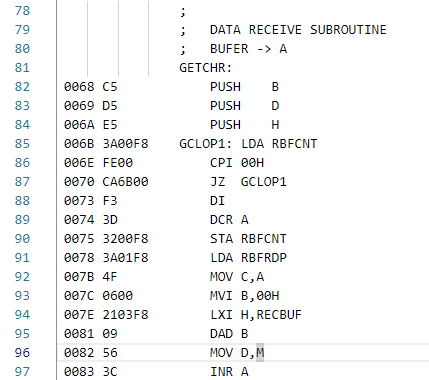 78 ;
79 ; DATA RECEIVE SUBROUTINE
80 ; BUFER -> A
81 GETCHR:
82 0068 C5 PUSH B
83 0069 D5 PUSH D
84 006A E5 PUSH H
85 006B 3A00F8 GCLOP1: LDA RBFCNT
86 006E FE00 CPI 00H
87 0070 CA6B00 JZ GCLOP1
88 0073 F3 DI
89 0074 3D DCR A
90 0075 3200F8 STA RBFCNT
91 0078 3A01F8 LDA RBFRDP
92 007B 4F MOV C,A
93 007C 0600 MVI B,00H
94 007E 2103F8 LXI H,RECBUF
95 0081 09 DAD B
96 0082 56 MOV D,M
97 0083 3C INR A